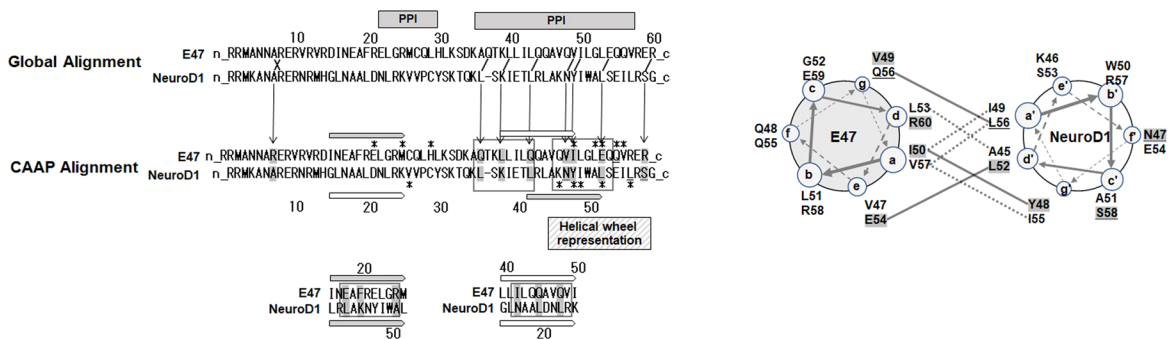 PPI PPI
10 20 30 40 50
Global Alignment
E47 n_RRMANNARERVRVRDINEAFRELGRMCQLHLKSDKAQTKLLILQQAVQVILGLEQQVRER_c
NeuroD1 n_RRMKANARERNRMHGLNAALDNLRKVVPCYSKTQKL-SKIETLRLAKNYIWALSEILRSG_c
CAAP Alignment
E47 n_RRMANNARERVRVRDINEAFRELGRMCQLHLKSDKAQTKLLILQQAVQVILGLEQQVRER_c
NeuroD1 n_RRMKANARERNRMHGLNAALDNLRKVVPCYSKTQKL-SKIETLRLAKNYIWALSEILRSG_c
10 20 30 40 50
Helical wheel
representation
20
E47 INEAFRELGRM
NeuroD1 LRLAKNYIWAL
50
40 50
E47 LLILQQAVQVI
NeuroD1 GLNAALDNLRK
20
G52
E59
V49
Q56
Q48
Q55
L53
R60
I50
V57
L51
R58
V47
E54
E47
a b c d e f g
K46
S53
W50
R57
I49
L56
N47
E54
A45
L52
Y48
I55
A51
S58
NeuroD1
a' b' c' d' e' f' g'